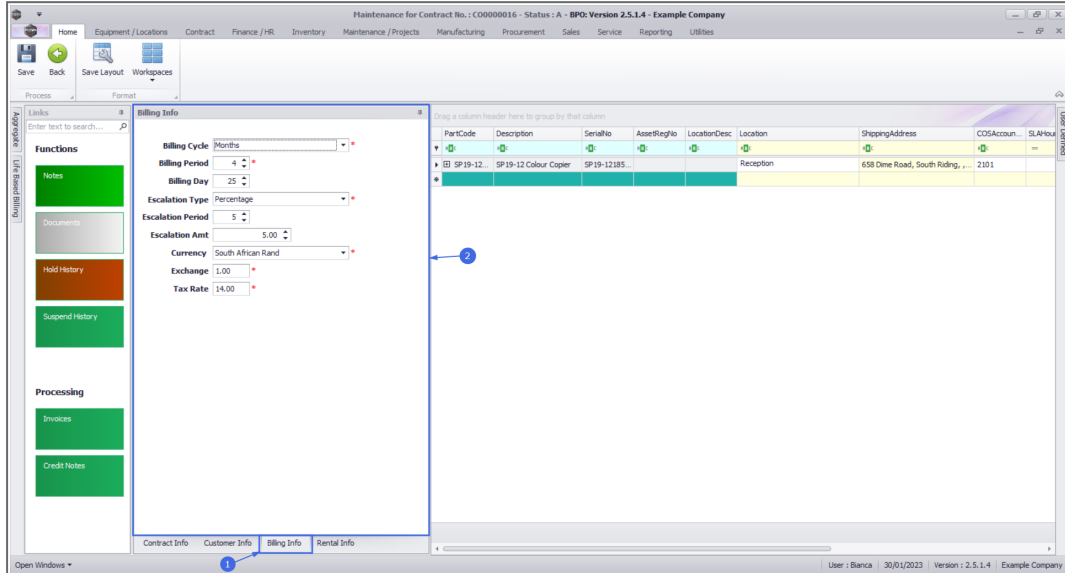 Maintenance for Contract No. : CO0000016 - Status : A - BPO: Version 2.5.1.4 - Example Company
Home Equipment / Locations Contract Finance / HR Inventory Maintenance / Projects Manufacturing Procurement Sales Service Reporting Utilities
Save Back Save Layout Workspaces
Process Format
Aggregate
Life Based Billing
Links
Enter text to search...
Functions
Notes
Documents
Hold History
Suspend History
Processing
Invoices
Credit Notes
Billing Info
Billing Cycle Months *
Billing Period 4 *
Billing Day 25
Escalation Type Percentage *
Escalation Period 5
Escalation Amt 5.00
Currency South African Rand *
Exchange 1.00 *
Tax Rate 14.00 *
Contract Info Customer Info Billing Info Rental Info
1
2
Drag a column header here to group by that column
PartCode Description SerialNo AssetRegNo LocationDesc Location ShippingAddress COSAccoun... SLAHou
SP19-12... SP19-12 Colour Copier SP19-12185... Reception 658 Dime Road, South Riding, ,... 2101
User Defined
Open Windows
User : Bianca 30/01/2023 Version : 2.5.1.4 Example Company